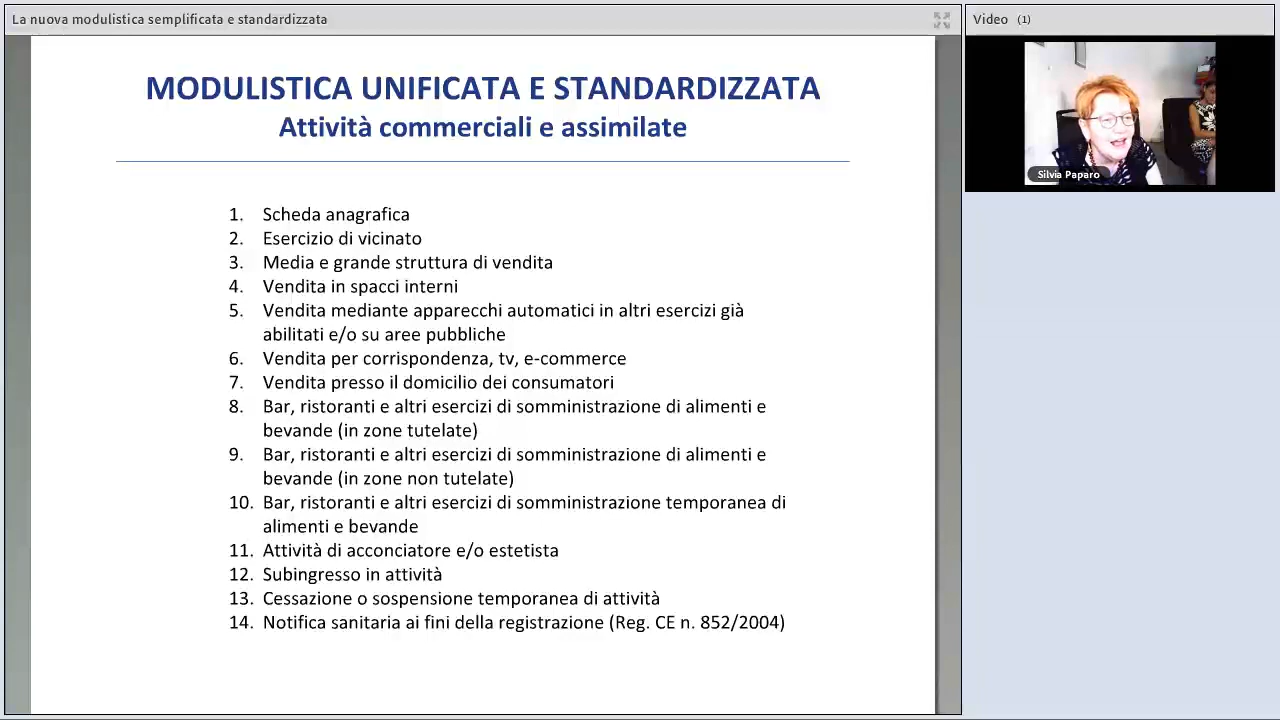 La nuova modulistica semplificata e standardizzata
Video (1)
MODULISTICA UNIFICATA E STANDARDIZZATA
Attività commerciali e assimilate
Silvia Paparo
1. Scheda anagrafica
2. Esercizio di vicinato
3. Media e grande struttura di vendita
4. Vendita in spacci interni
5. Vendita mediante apparecchi automatici in altri esercizi già
abilitati e/o su aree pubbliche
6. Vendita per corrispondenza, tv, e-commerce
7. Vendita presso il domicilio dei consumatori
8. Bar, ristoranti e altri esercizi di somministrazione di alimenti e
bevande (in zone tutelate)
9. Bar, ristoranti e altri esercizi di somministrazione di alimenti e
bevande (in zone non tutelate)
10. Bar, ristoranti e altri esercizi di somministrazione temporanea di
alimenti e bevande
11. Attività di acconciatore e/o estetista
12. Subingresso in attività
13. Cessazione o sospensione temporanea di attività
14. Notifica sanitaria ai fini della registrazione (Reg. CE n. 852/2004)